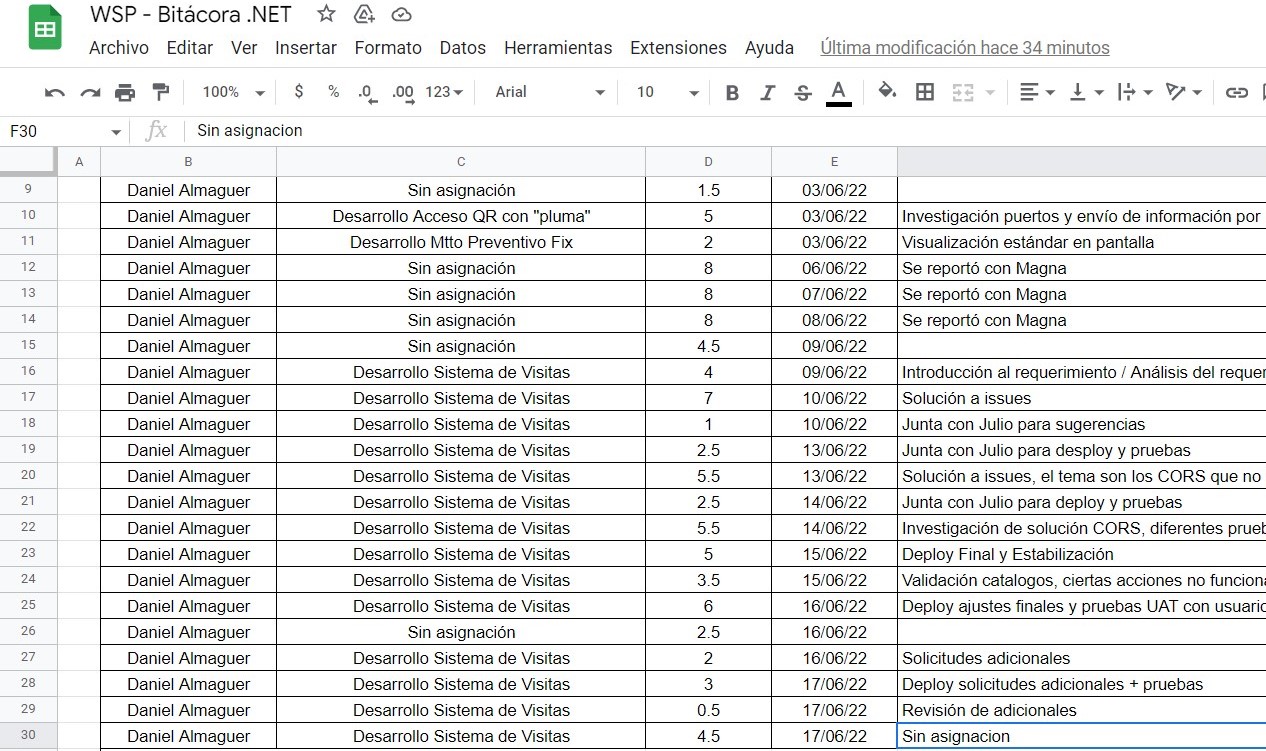 WSP - Bitácora .NET
Archivo Editar Ver Insertar Formato Datos Herramientas Extensiones Ayuda Última modificación hace 34 minutos
100% $ % .0 .00 123 Arial 10 B I S A
F30 fx Sin asignacion
A B C D E
9 Daniel Almaguer Sin asignación 1.5 03/06/22
10 Daniel Almaguer Desarrollo Acceso QR con "pluma" 5 03/06/22 Investigación puertos y envío de información por
11 Daniel Almaguer Desarrollo Mtto Preventivo Fix 2 03/06/22 Visualización estándar en pantalla
12 Daniel Almaguer Sin asignación 8 06/06/22 Se reportó con Magna
13 Daniel Almaguer Sin asignación 8 07/06/22 Se reportó con Magna
14 Daniel Almaguer Sin asignación 8 08/06/22 Se reportó con Magna
15 Daniel Almaguer Sin asignación 4.5 09/06/22
16 Daniel Almaguer Desarrollo Sistema de Visitas 4 09/06/22 Introducción al requerimiento / Análisis del requer
17 Daniel Almaguer Desarrollo Sistema de Visitas 7 10/06/22 Solución a issues
18 Daniel Almaguer Desarrollo Sistema de Visitas 1 10/06/22 Junta con Julio para sugerencias
19 Daniel Almaguer Desarrollo Sistema de Visitas 2.5 13/06/22 Junta con Julio para desploy y pruebas
20 Daniel Almaguer Desarrollo Sistema de Visitas 5.5 13/06/22 Solución a issues, el tema son los CORS que no
21 Daniel Almaguer Desarrollo Sistema de Visitas 2.5 14/06/22 Junta con Julio para deploy y pruebas
22 Daniel Almaguer Desarrollo Sistema de Visitas 5.5 14/06/22 Investigación de solución CORS, diferentes prueb
23 Daniel Almaguer Desarrollo Sistema de Visitas 5 15/06/22 Deploy Final y Estabilización
24 Daniel Almaguer Desarrollo Sistema de Visitas 3.5 15/06/22 Validación catalogos, ciertas acciones no funciona
25 Daniel Almaguer Desarrollo Sistema de Visitas 6 16/06/22 Deploy ajustes finales y pruebas UAT con usuario
26 Daniel Almaguer Sin asignación 2.5 16/06/22
27 Daniel Almaguer Desarrollo Sistema de Visitas 2 16/06/22 Solicitudes adicionales
28 Daniel Almaguer Desarrollo Sistema de Visitas 3 17/06/22 Deploy solicitudes adicionales + pruebas
29 Daniel Almaguer Desarrollo Sistema de Visitas 0.5 17/06/22 Revisión de adicionales
30 Daniel Almaguer Desarrollo Sistema de Visitas 4.5 17/06/22 Sin asignacion